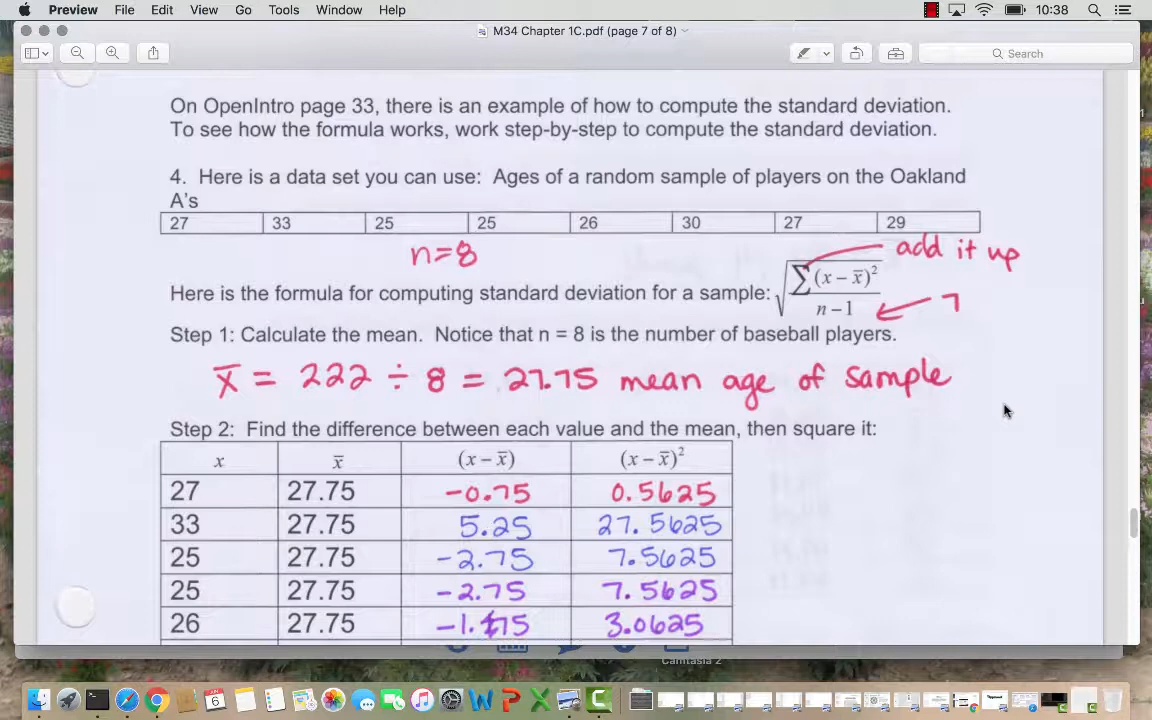 Preview File Edit View Go Tools Window Help 10:38
M34 Chapter 1C.pdf (page 7 of 8)
Search
On OpenIntro page 33, there is an example of how to compute the standard deviation.
To see how the formula works, work step-by-step to compute the standard deviation.
4. Here is a data set you can use: Ages of a random sample of players on the Oakland
A's
27 33 25 25 26 30 27 29
n=8
add it up
Here is the formula for computing standard deviation for a sample: √(∑(x – x̄)² / n – 1)
7
Step 1: Calculate the mean. Notice that n = 8 is the number of baseball players.
x̄ = 222 ÷ 8 = 27.75 mean age of sample
Step 2: Find the difference between each value and the mean, then square it:
x x̄ (x – x̄) (x – x̄)²
27 27.75 -0.75 0.5625
33 27.75 5.25 27.5625
25 27.75 -2.75 7.5625
25 27.75 -2.75 7.5625
26 27.75 -1.75 3.0625
Camtasia 2
6